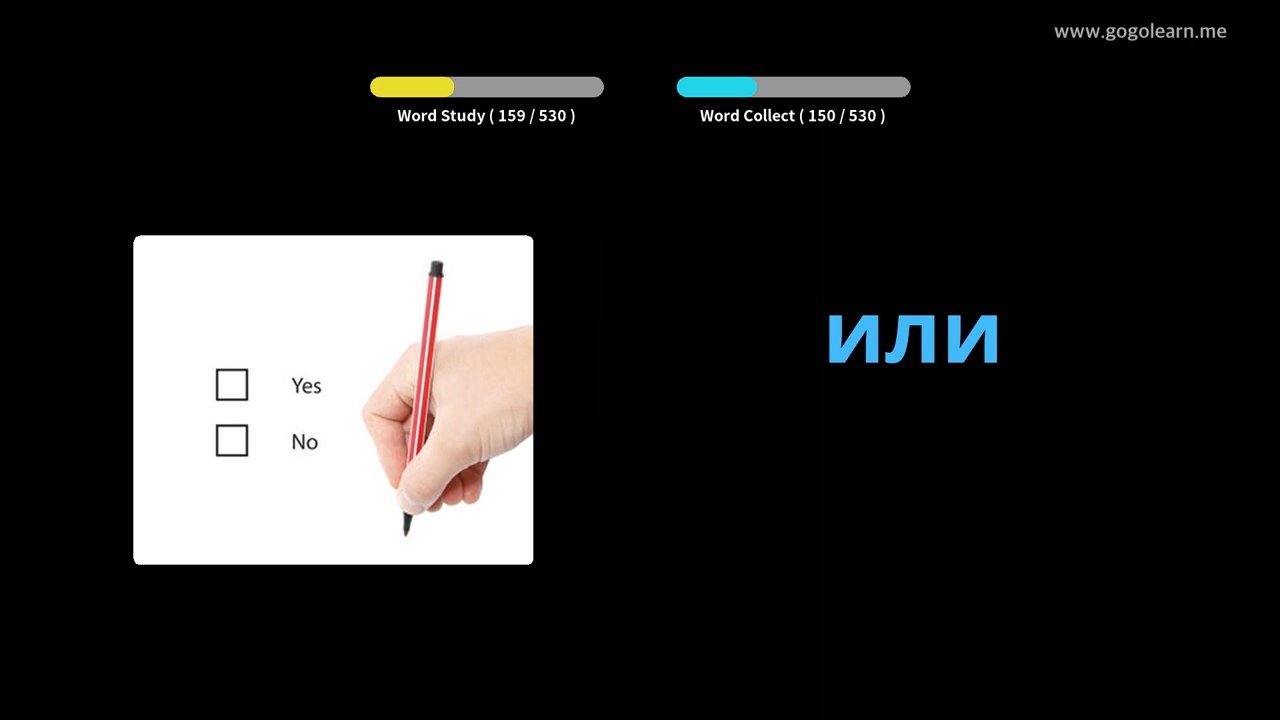 www.gogolearn.me
Word Study ( 159 / 530 )
Word Collect ( 150 / 530 )
Yes
No
или